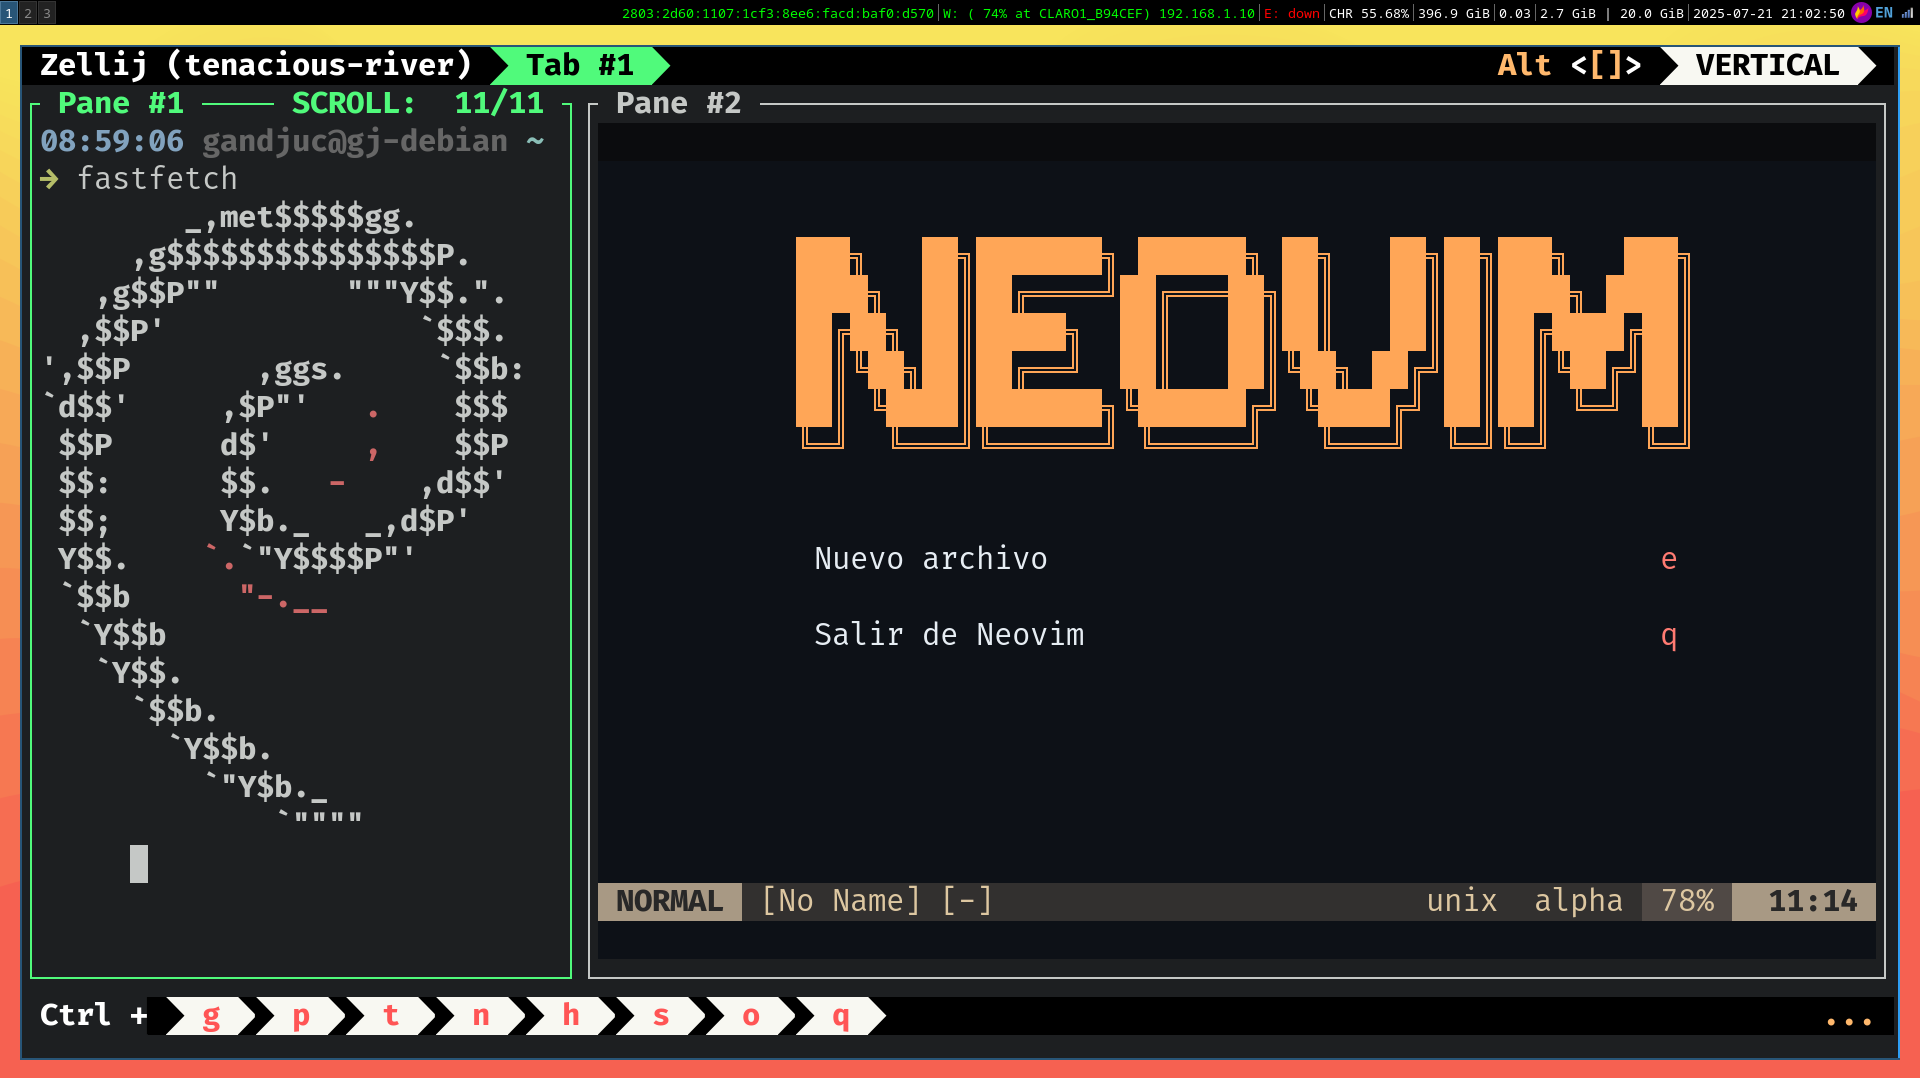 1 2 3 2803:2d60:1107:1cf3:8ee6:facd:baf0:d570 W: ( 74% at CLARO1_B94CEF) 192.168.1.10 E: down CHR 55.68% 396.9 GiB 0.03 2.7 GiB | 20.0 GiB 2025-07-21 21:02:50 EN
Zellij (tenacious-river) Tab #1 Alt <[]> VERTICAL
Pane #1 SCROLL: 11/11 Pane #2
08:59:06 gandjuc@gj-debian ~
→ fastfetch
        _,met$$$$$gg.
     ,g$$$$$$$$$$$$$$$P.
   ,g$$P""       """Y$$.".
  ,$$P'              `$$$.
',$$P       ,ggs.     `$$b:
`d$$'     ,$P"'   .    $$$
 $$P      d$'     ,    $$P
 $$:      $$.   -    ,d$$'
 $$;      Y$b._   _,d$P'
 Y$$.    `.`"Y$$$$P"'
 `$$b      "-.__
  `Y$$b
   `Y$$.
     `$$b.
       `Y$$b.
         `"Y$b._
             `""""
NEOVIM
Nuevo archivo e
Salir de Neovim q
NORMAL [No Name] [-] unix alpha 78% 11:14
Ctrl + g p t n h s o q ...